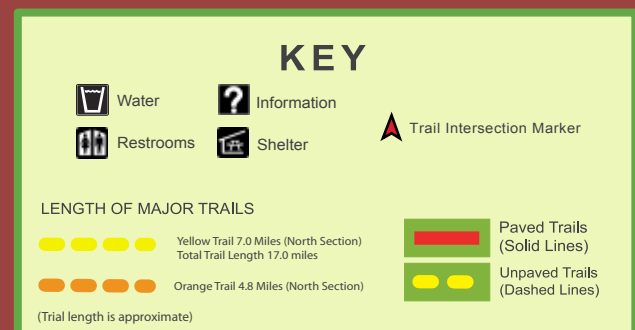 KEY
Water
Information
Restrooms
Shelter
Trail Intersection Marker
LENGTH OF MAJOR TRAILS
Yellow Trail 7.0 Miles (North Section)
Total Trail Length 17.0 miles
Orange Trail 4.8 Miles (North Section)
(Trial length is approximate)
Paved Trails
(Solid Lines)
Unpaved Trails
(Dashed Lines)